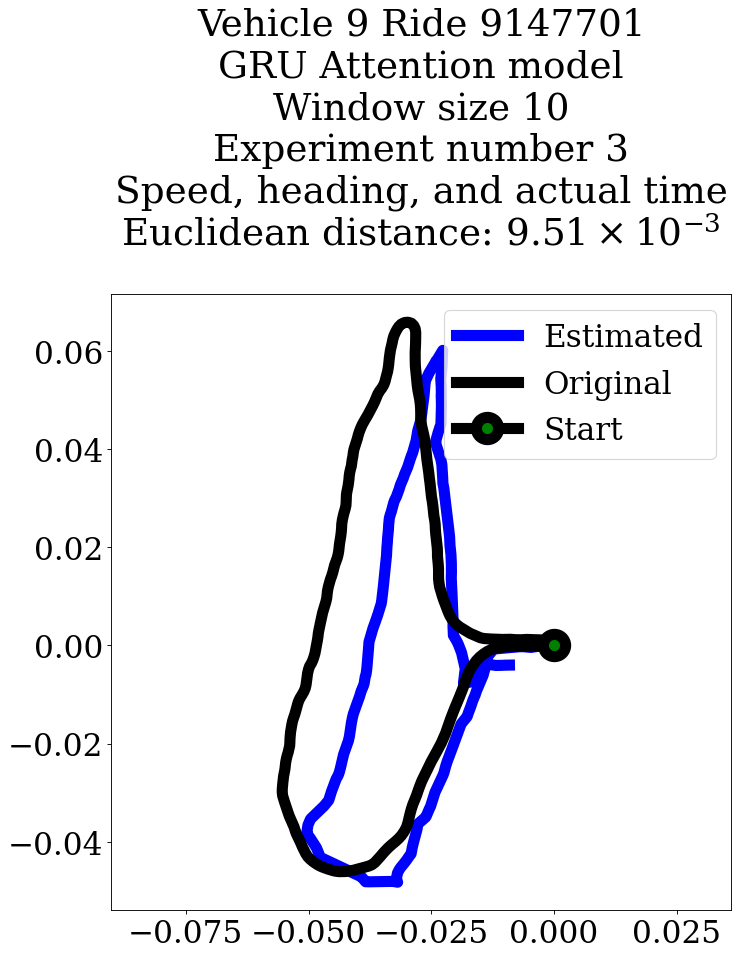 Vehicle 9 Ride 9147701
GRU Attention model
Window size 10
Experiment number 3
Speed, heading, and actual time
Euclidean distance: 9.51 × 10⁻³
Estimated
Original
Start
0.06
0.04
0.02
0.00
−0.02
−0.04
−0.075 −0.050 −0.025 0.000 0.025